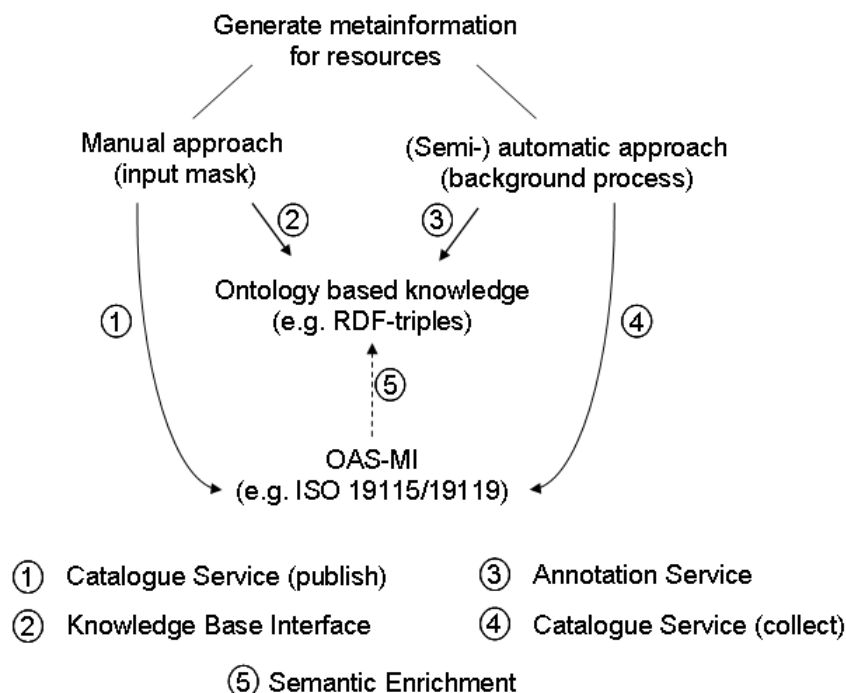 Generate metainformation
for resources
Manual approach
(input mask)
(Semi-) automatic approach
(background process)
2
3
Ontology based knowledge
(e.g. RDF-triples)
1
4
5
OAS-MI
(e.g. ISO 19115/19119)
1 Catalogue Service (publish)
3 Annotation Service
2 Knowledge Base Interface
4 Catalogue Service (collect)
5 Semantic Enrichment